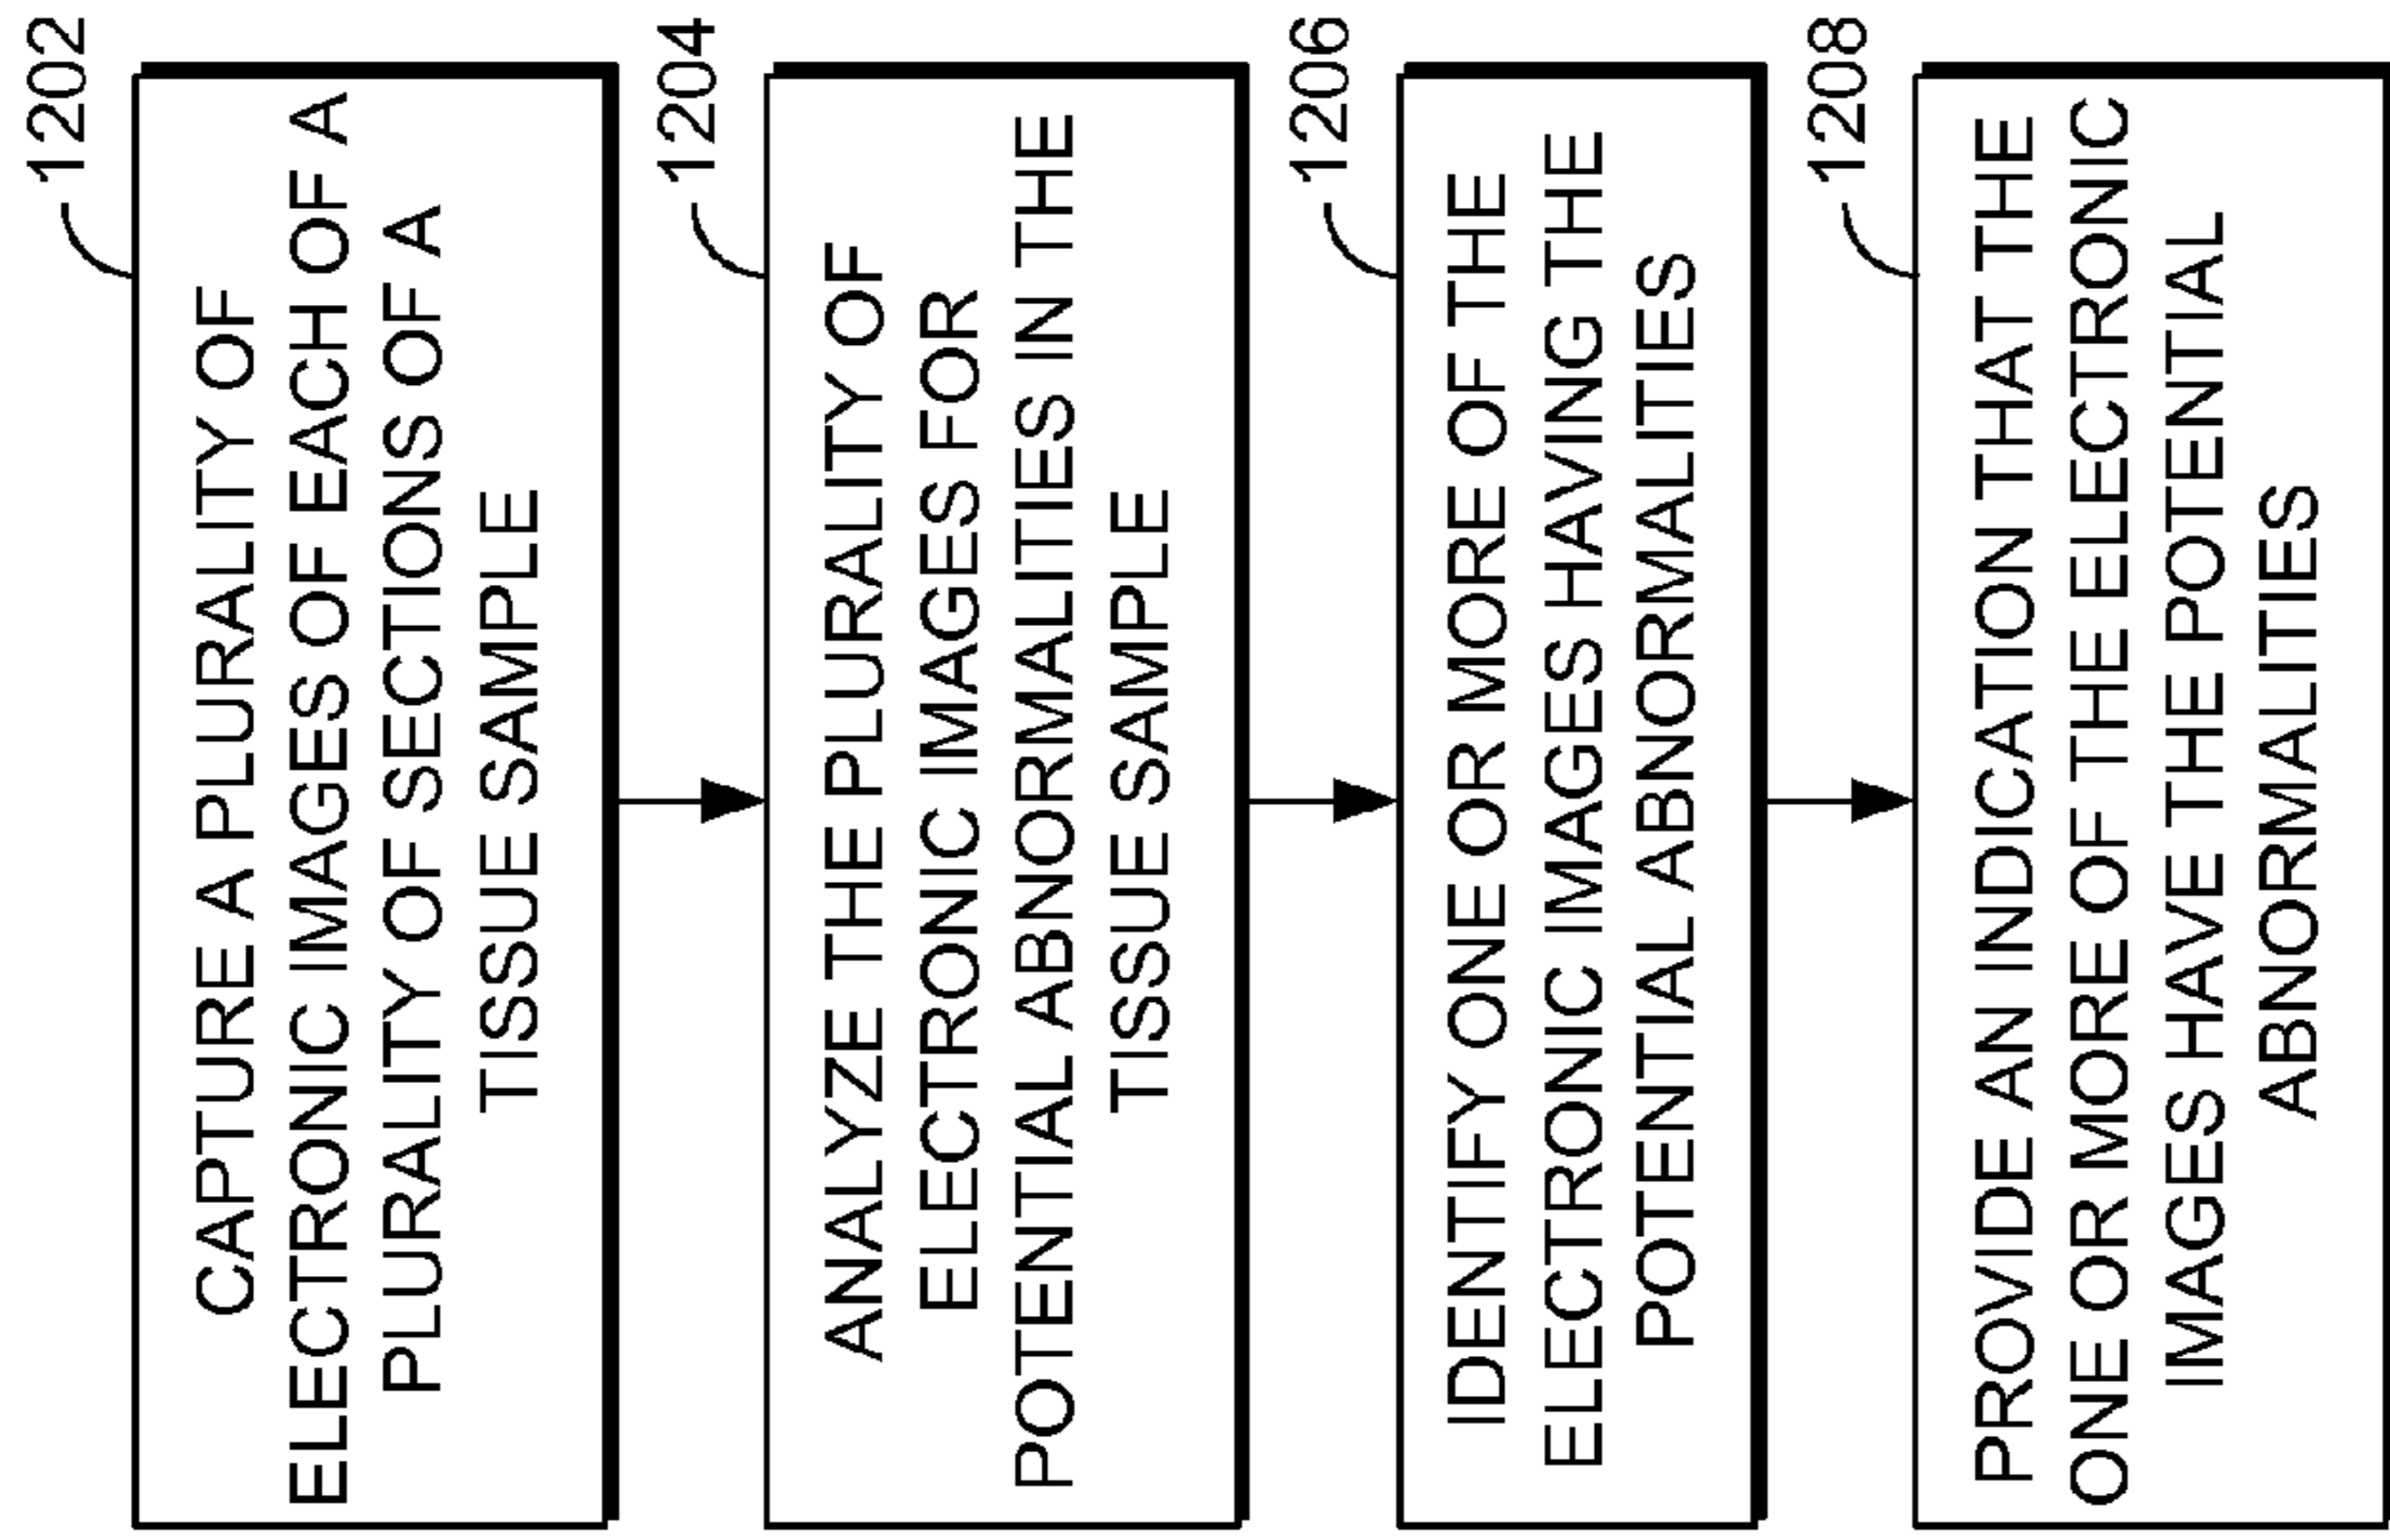 1202
CAPTURE A PLURALITY OF
ELECTRONIC IMAGES OF EACH OF A
PLURALITY OF SECTIONS OF A
TISSUE SAMPLE
1204
ANALYZE THE PLURALITY OF
ELECTRONIC IMAGES FOR
POTENTIAL ABNORMALITIES IN THE
TISSUE SAMPLE
1206
IDENTIFY ONE OR MORE OF THE
ELECTRONIC IMAGES HAVING THE
POTENTIAL ABNORMALITIES
1208
PROVIDE AN INDICATION THAT THE
ONE OR MORE OF THE ELECTRONIC
IMAGES HAVE THE POTENTIAL
ABNORMALITIES